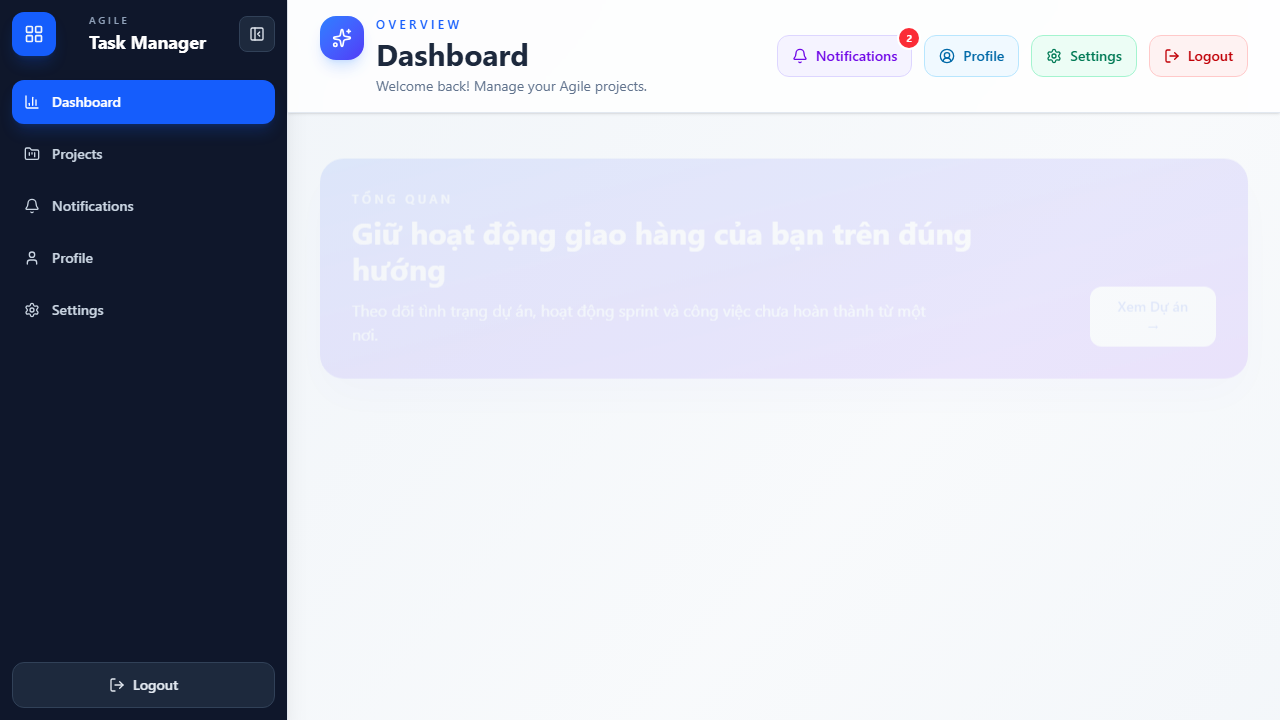 AGILE
Task Manager
Dashboard
Projects
Notifications
Profile
Settings
Logout
OVERVIEW
Dashboard
Welcome back! Manage your Agile projects.
Notifications
2
Profile
Settings
Logout
TỔNG QUAN
Giữ hoạt động giao hàng của bạn trên đúng
hướng
Theo dõi tình trạng dự án, hoạt động sprint và công việc chưa hoàn thành từ một
nơi.
Xem Dự án
→